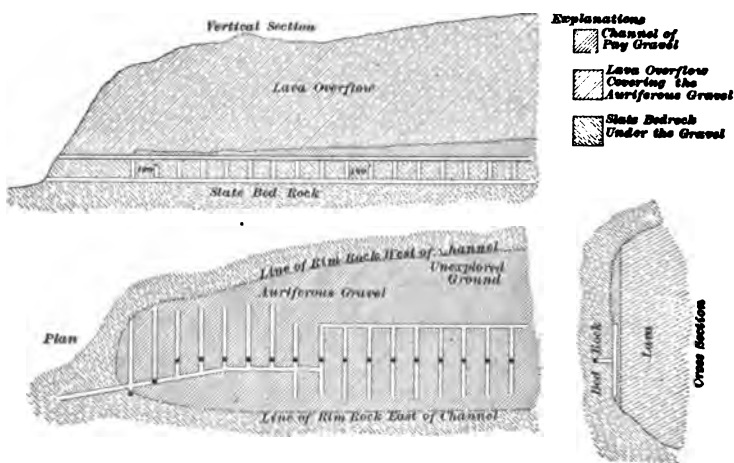 Vertical Section
Lava Overflow
100'
100'
Slate Bed Rock
Explanations
Channel of
Pay Gravel
Lava Overflow
Covering the
Auriferous Gravel
Slate Bedrock
Under the Gravel
Plan
Line of Rim Rock West of Channel
Unexplored
Ground
Auriferous Gravel
Line of Rim Rock East of Channel
Bed Rock
Lava
Cross Section